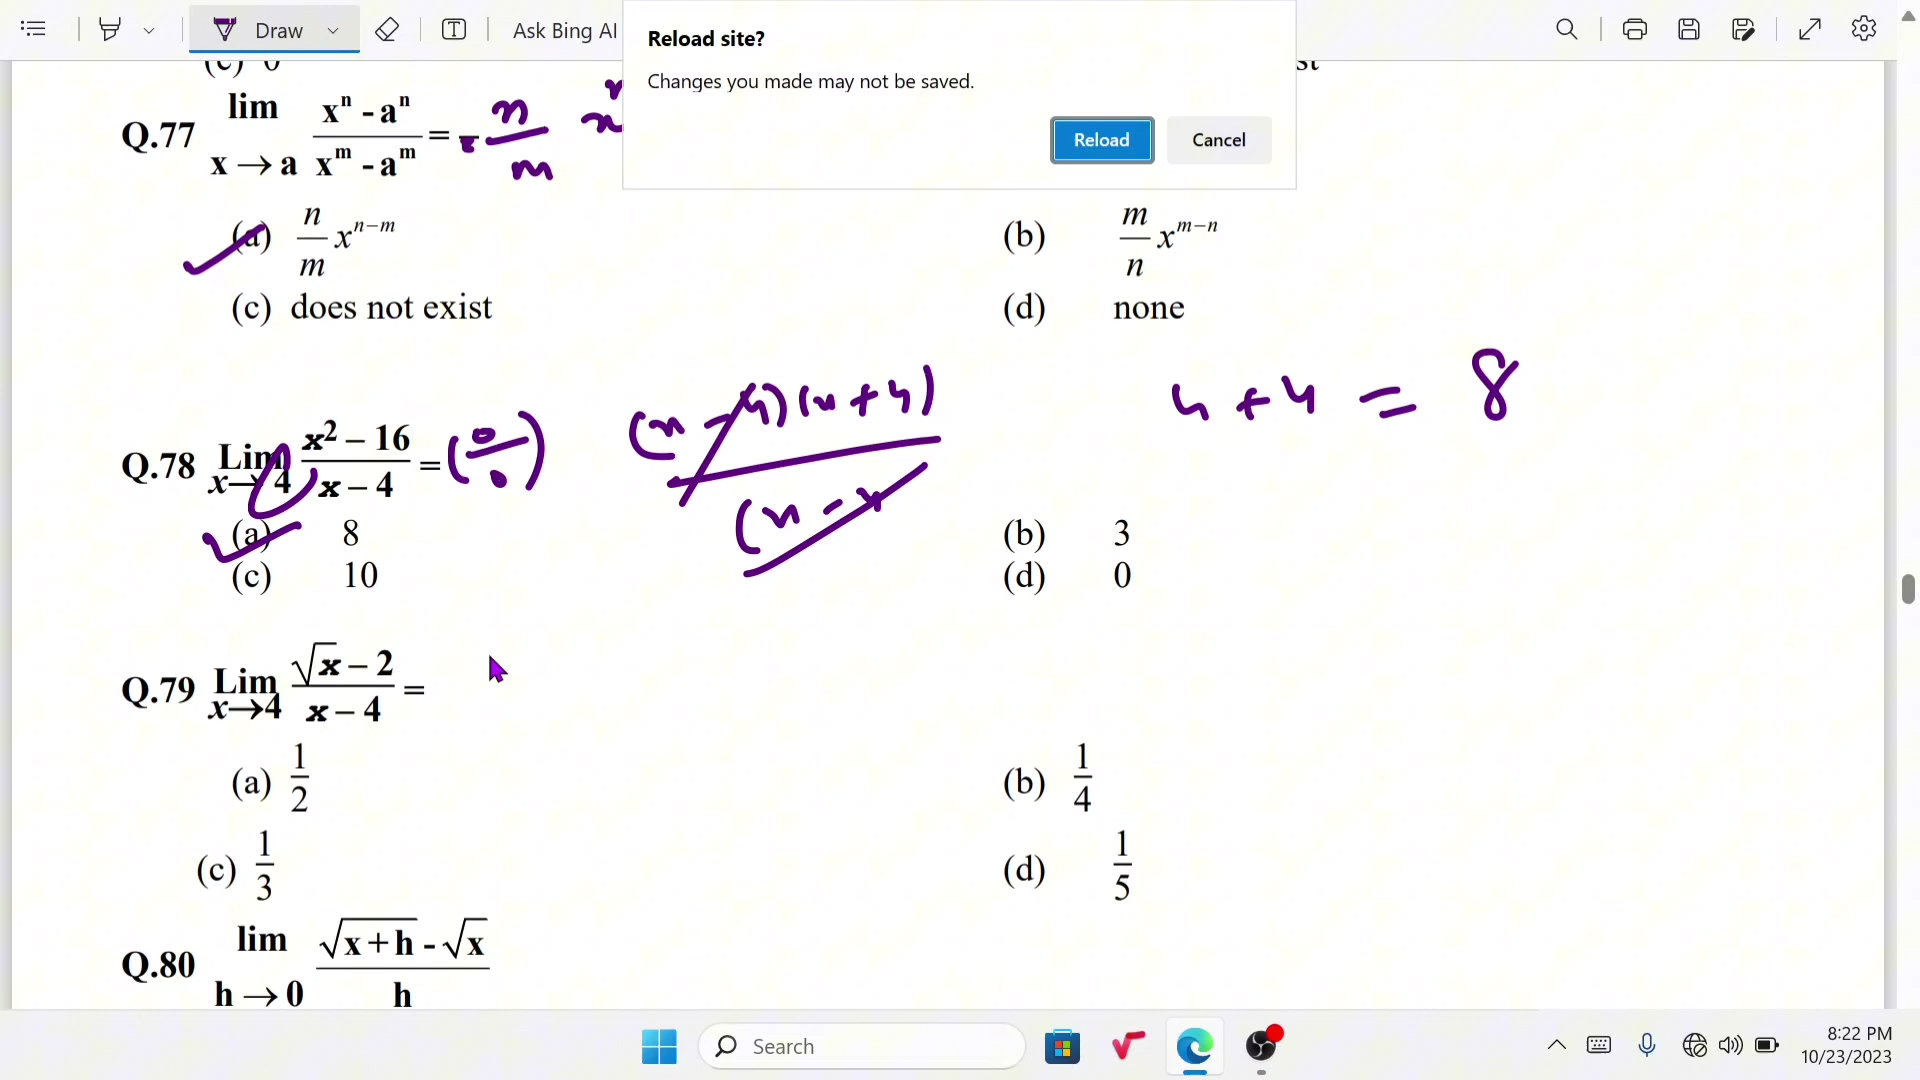 Draw
Ask Bing AI
Reload site?
Changes you made may not be saved.
Reload
Cancel
(c) 0
Q.77 lim x → a (xⁿ - aⁿ)/(xᵐ - aᵐ) = n/m
(a) n/m x^{n-m}
(b) m/n x^{m-n}
(c) does not exist
(d) none
Q.78 Lim x→4 (x² – 16)/(x – 4) = (0/0)
(x - 4)(x + 4)
4 + 4 = 8
(a) 8
(b) 3
(c) 10
(d) 0
Q.79 Lim x→4 (√x – 2)/(x – 4) =
(a) 1/2
(b) 1/4
(c) 1/3
(d) 1/5
Q.80 lim h → 0 (√x+h - √x)/h
Search
8:22 PM
10/23/2023